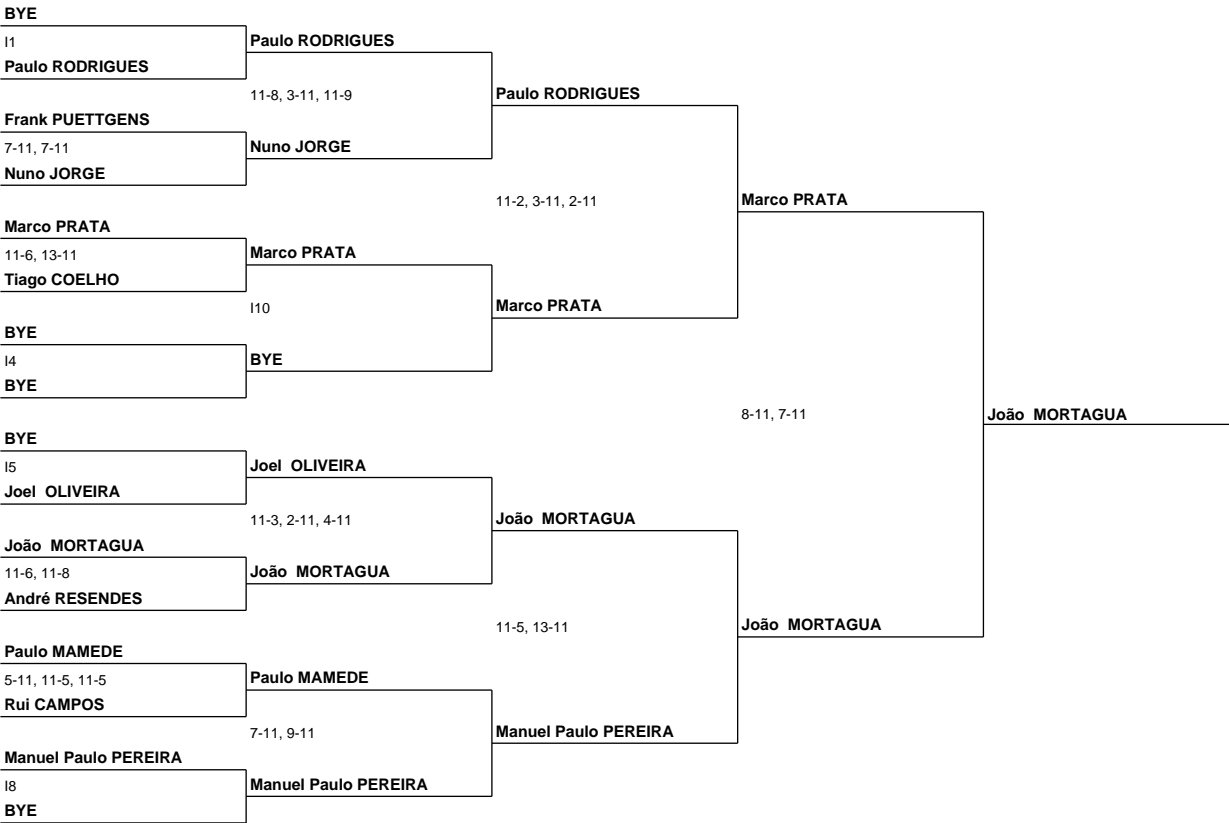 BYE
I1
Paulo RODRIGUES
Frank PUETTGENS
7-11, 7-11
Nuno JORGE
Marco PRATA
11-6, 13-11
Tiago COELHO
BYE
I4
BYE
BYE
I5
Joel  OLIVEIRA
João  MORTAGUA
11-6, 11-8
André RESENDES
Paulo MAMEDE
5-11, 11-5, 11-5
Rui CAMPOS
Manuel Paulo PEREIRA
I8
BYE
Paulo RODRIGUES
11-8, 3-11, 11-9
Nuno JORGE
Marco PRATA
I10
BYE
Joel  OLIVEIRA
11-3, 2-11, 4-11
João  MORTAGUA
Paulo MAMEDE
7-11, 9-11
Manuel Paulo PEREIRA
Paulo RODRIGUES
11-2, 3-11, 2-11
Marco PRATA
João  MORTAGUA
11-5, 13-11
Manuel Paulo PEREIRA
Marco PRATA
8-11, 7-11
João  MORTAGUA
João  MORTAGUA